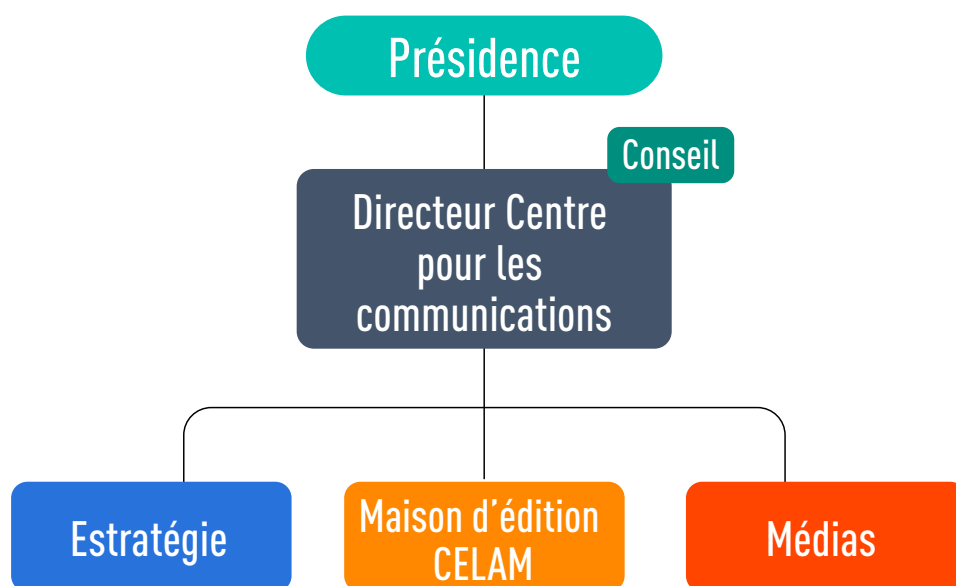 Présidence
Conseil
Directeur Centre
pour les
communications
Estratégie
Maison d'édition
CELAM
Médias